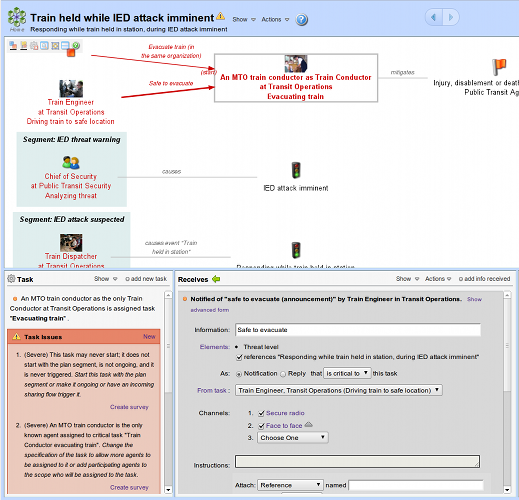 Train held while IED attack imminent
Show
Actions
Home
Responding while train held in station, during IED attack imminent
Evacuate train (in
the same organization)
(start)
An MTO train conductor as Train Conductor
at Transit Operations
Evacuating train
mitigates
Injury, disablement or deat
Public Transit Ag
Safe to evacuate
Train Engineer
at Transit Operations
Driving train to safe location
Segment: IED threat warning
Chief of Security
at Public Transit Security
Analyzing threat
causes
IED attack imminent
Segment: IED attack suspected
Train Dispatcher
at Transit Operations
causes event "Train
held in station"
Responding while train held in station
Task
Show
add new task
An MTO train conductor as the only Train
Conductor at Transit Operations is assigned task
"Evacuating train" .
Task Issues
New
1. (Severe) This task may never start; it does not
start with the plan segment, is not ongoing, and it
is never triggered. Start this task with the plan
segment or make it ongoing or have an incoming
sharing flow trigger it.
Create survey
2. (Severe) An MTO train conductor is the only
known agent assigned to critical task "Train
Conductor evacuating train". Change the
specification of the task to allow more agents to
be assigned to it or add participating agents to
the scope who will be assigned to the task.
Create survey
Receives
Show
Actions
add info received
Notified of "safe to evacuate (announcement)" by Train Engineer in Transit Operations.
Show
advanced form
Information:
Safe to evacuate
Elements:
Threat level
references "Responding while train held in station, during IED attack imminent"
As:
Notification
Reply
that
is critical to
this task
From task :
Train Engineer, Transit Operations (Driving train to safe location)
Channels:
1. Secure radio
2. Face to face
3. Choose One
Instructions:
Attach:
Reference
named